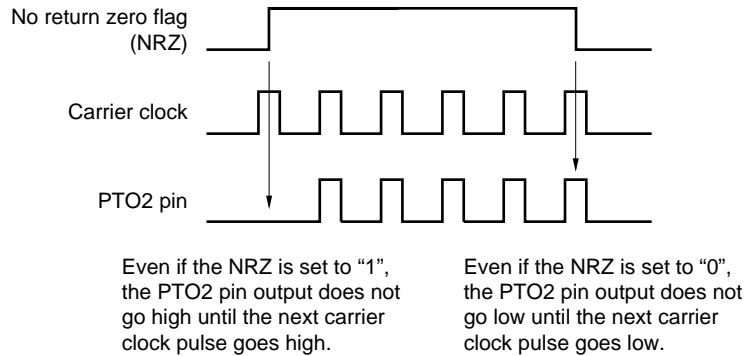 No return zero flag
(NRZ)
Carrier clock
PTO2 pin
Even if the NRZ is set to “1”,
the PTO2 pin output does not
go high until the next carrier
clock pulse goes high.
Even if the NRZ is set to “0”,
the PTO2 pin output does not
go low until the next carrier
clock pulse goes low.